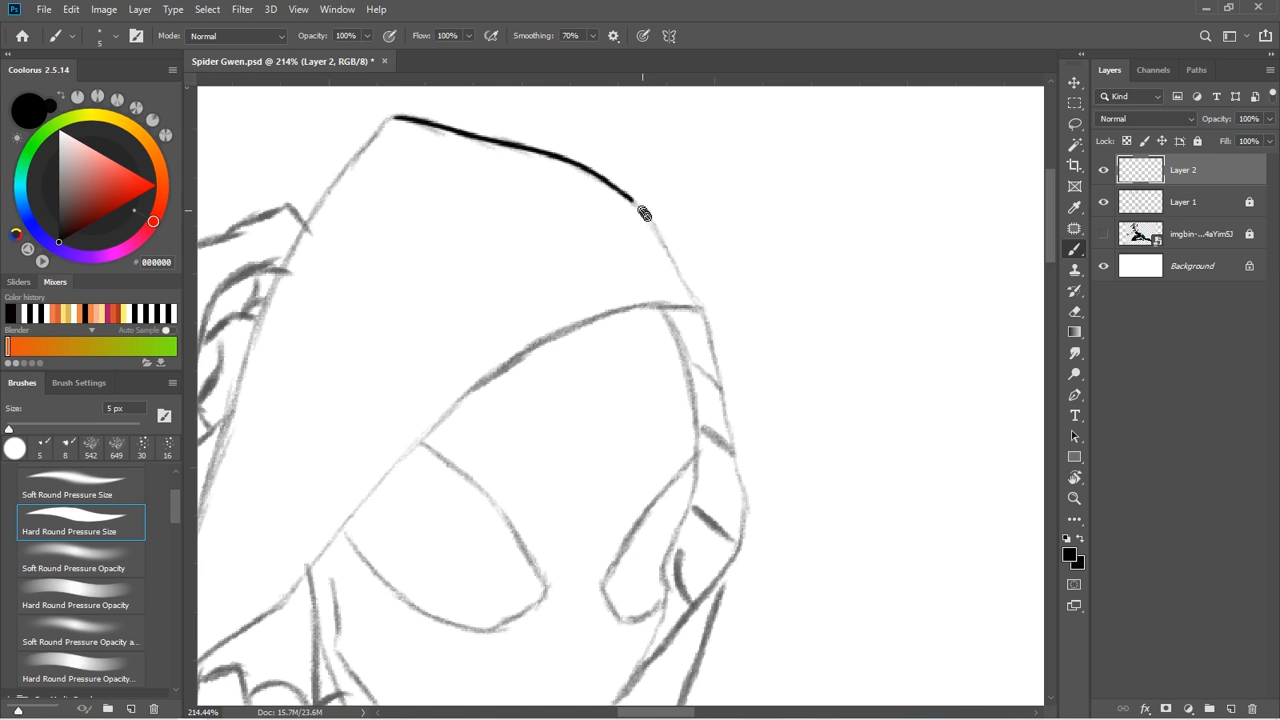 Ps File Edit Image Layer Type Select Filter 3D View Window Help
5 Mode: Normal Opacity: 100% Flow: 100% Smoothing: 70%
Coolorus 2.5.14
Spider Gwen.psd @ 214% (Layer 2, RGB/8) * ×
# 000000
Sliders Mixers
Color history
Blender Auto Sample
Brushes Brush Settings
Size: 5 px
5 8 542 649 30 16
Soft Round Pressure Size
Hard Round Pressure Size
Soft Round Pressure Opacity
Hard Round Pressure Opacity
Soft Round Pressure Opacity a...
Hard Round Pressure Opacity...
214.44% Doc: 15.7M/23.6M
Layers Channels Paths
Kind
Normal Opacity: 100%
Lock: Fill: 100%
Layer 2
Layer 1
imgbin-...4aYim5J
Background